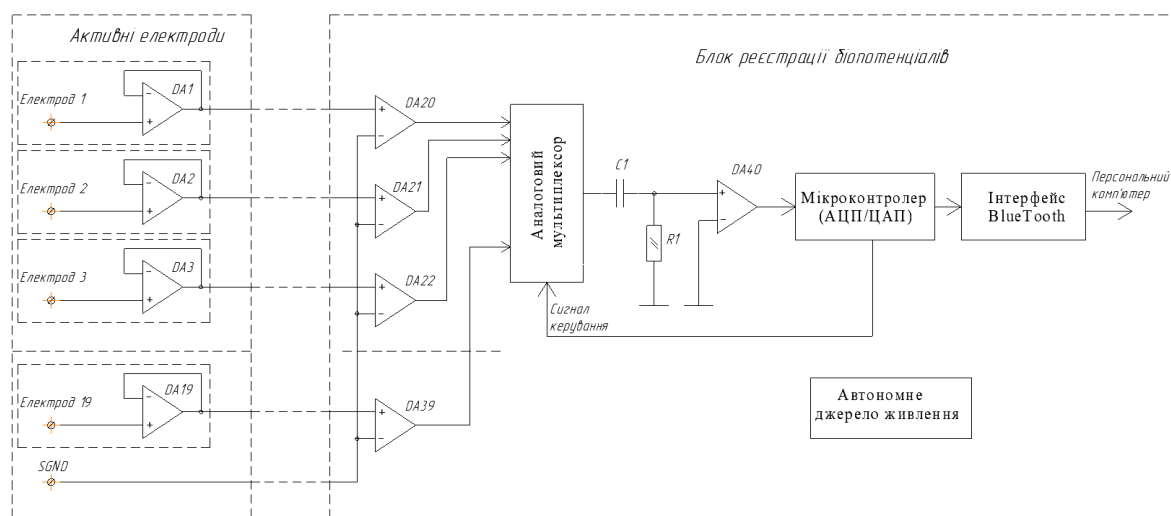 Активні електроди
Блок реєстрації біопотенціалів
Електрод 1
DA1
DA20
Електрод 2
DA2
DA21
Електрод 3
DA3
DA22
Електрод 19
DA19
DA39
SGND
Аналоговий
мультиплексор
C1
R1
DA40
Мікроконтролер
(АЦП/ЦАП)
Інтерфейс
BlueTooth
Персональний
комп'ютер
Сигнал
керування
Автономне
джерело живлення